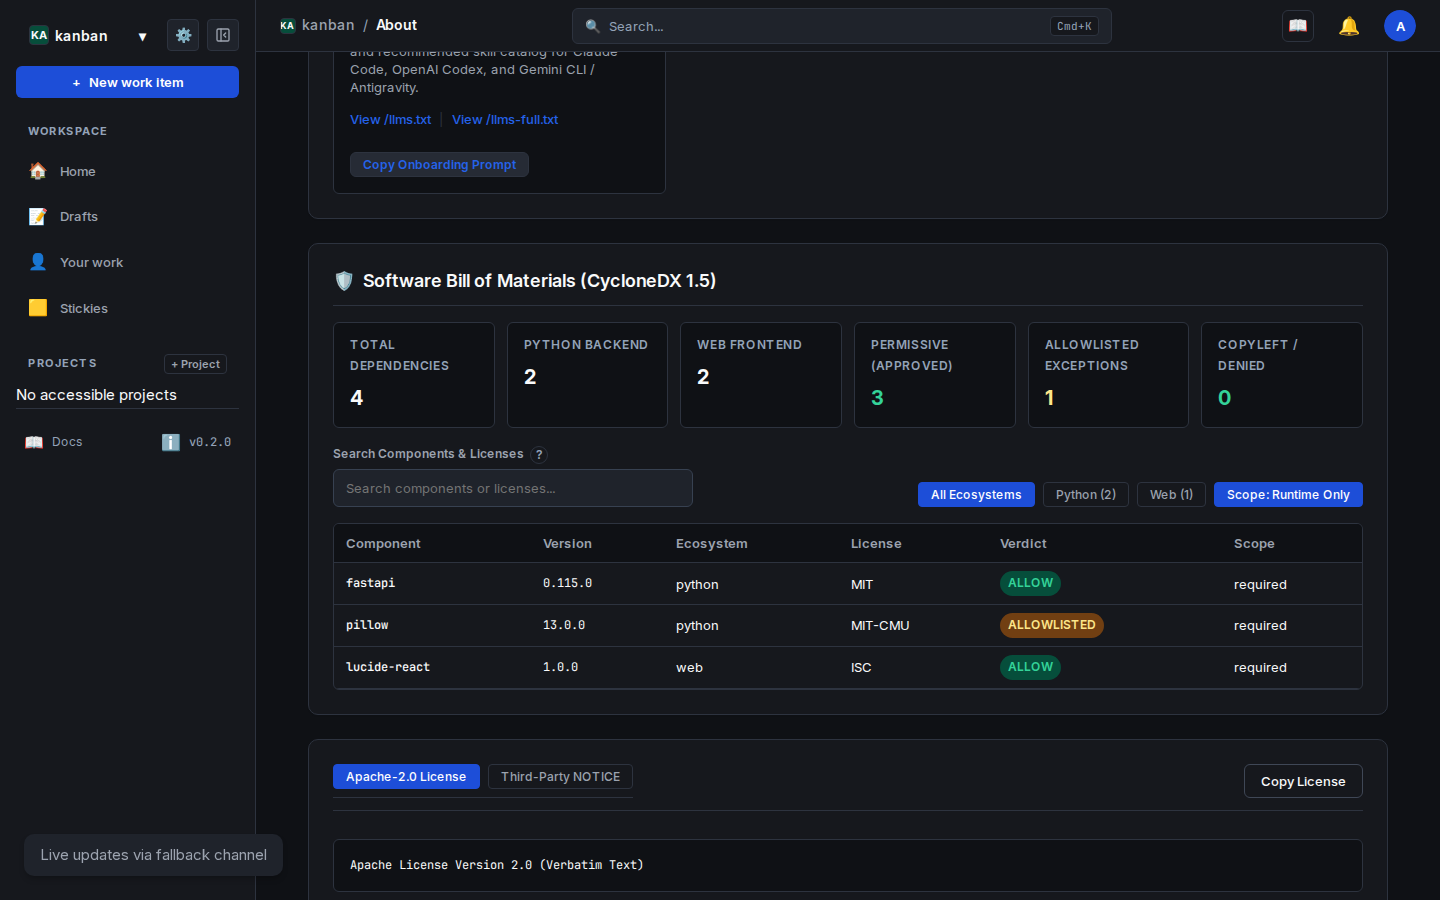 KA kanban ▾
+ New work item
WORKSPACE
Home
Drafts
Your work
Stickies
PROJECTS
+ Project
No accessible projects
Docs
v0.2.0
Live updates via fallback channel
KA kanban / About
Search...
Cmd+K
A
and recommended skill catalog for Claude
Code, OpenAI Codex, and Gemini CLI /
Antigravity.
View /llms.txt | View /llms-full.txt
Copy Onboarding Prompt
Software Bill of Materials (CycloneDX 1.5)
TOTAL
DEPENDENCIES
4
PYTHON BACKEND
2
WEB FRONTEND
2
PERMISSIVE
(APPROVED)
3
ALLOWLISTED
EXCEPTIONS
1
COPYLEFT /
DENIED
0
Search Components & Licenses ?
Search components or licenses...
All Ecosystems
Python (2)
Web (1)
Scope: Runtime Only
Component Version Ecosystem License Verdict Scope
fastapi 0.115.0 python MIT ALLOW required
pillow 13.0.0 python MIT-CMU ALLOWLISTED required
lucide-react 1.0.0 web ISC ALLOW required
Apache-2.0 License
Third-Party NOTICE
Copy License
Apache License Version 2.0 (Verbatim Text)